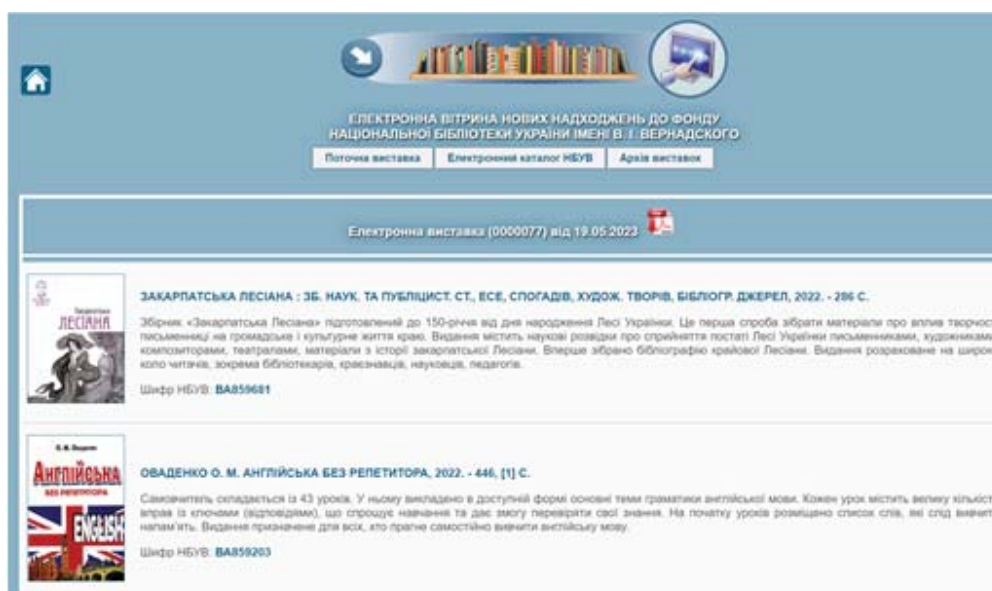 ЕЛЕКТРОННА ВІТРИНА НОВИХ НАДХОДЖЕНЬ ДО ФОНДУ
НАЦІОНАЛЬНОЇ БІБЛІОТЕКИ УКРАЇНИ ІМЕНІ В. І. ВЕРНАДСКОГО
Поточна виставка Електронний каталог НБУВ Архів виставок
Електронна виставка (0000077) від 19.05.2023
Закарпатська
ЛЕСІАНА
ЗАКАРПАТСЬКА ЛЕСІАНА : ЗБ. НАУК. ТА ПУБЛІЦИСТ. СТ., ЕСЕ, СПОГАДІВ, ХУДОЖ. ТВОРІВ, БІБЛІОГР. ДЖЕРЕЛ, 2022. - 286 С.
Збірник «Закарпатська Лесіана» підготовлений до 150-річчя від дня народження Лесі Українки. Це перша спроба зібрати матеріали про вплив творчос
письменниці на громадське і культурне життя краю. Видання містить наукові розвідки про сприйняття постаті Лесі Українки письменниками, художниками
композиторами, театралами, матеріали з історії закарпатської Лесіани. Вперше зібрано бібліографію крайової Лесіани. Видання розраховане на широк
коло читачів, зокрема бібліотекарів, краєзнавців, науковців, педагогів.
Шифр НБУВ: ВА859681
О. М. Оваденко
Англійська
БЕЗ РЕПЕТИТОРА
ENGLISH
ОВАДЕНКО О. М. АНГЛІЙСЬКА БЕЗ РЕПЕТИТОРА, 2022. - 446, [1] С.
Самовчитель складається із 43 уроків. У ньому викладено в доступній формі основні теми граматики англійської мови. Кожен урок містить велику кількіст
вправ із ключами (відповідями), що спрощує навчання та дає змогу перевіряти свої знання. На початку уроків розміщено список слів, які слід вивчит
напам'ять. Видання призначене для всіх, хто прагне самостійно вивчити англійську мову.
Шифр НБУВ: ВА859203